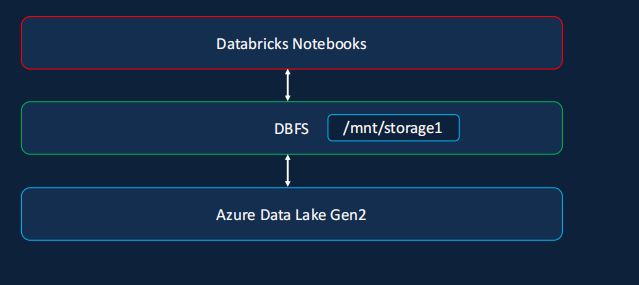 Databricks Notebooks
DBFS /mnt/storage1
Azure Data Lake Gen2